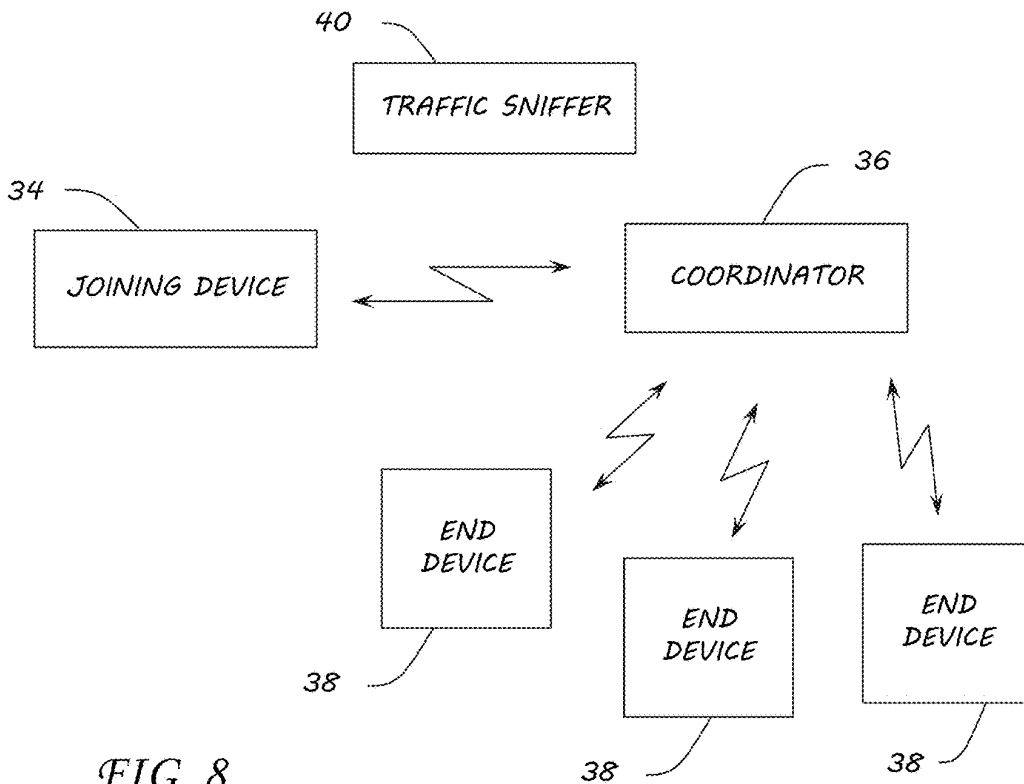 40
TRAFFIC SNIFFER
34
36
JOINING DEVICE
COORDINATOR
END
DEVICE
END
DEVICE
END
DEVICE
38
38
38
FIG. 8